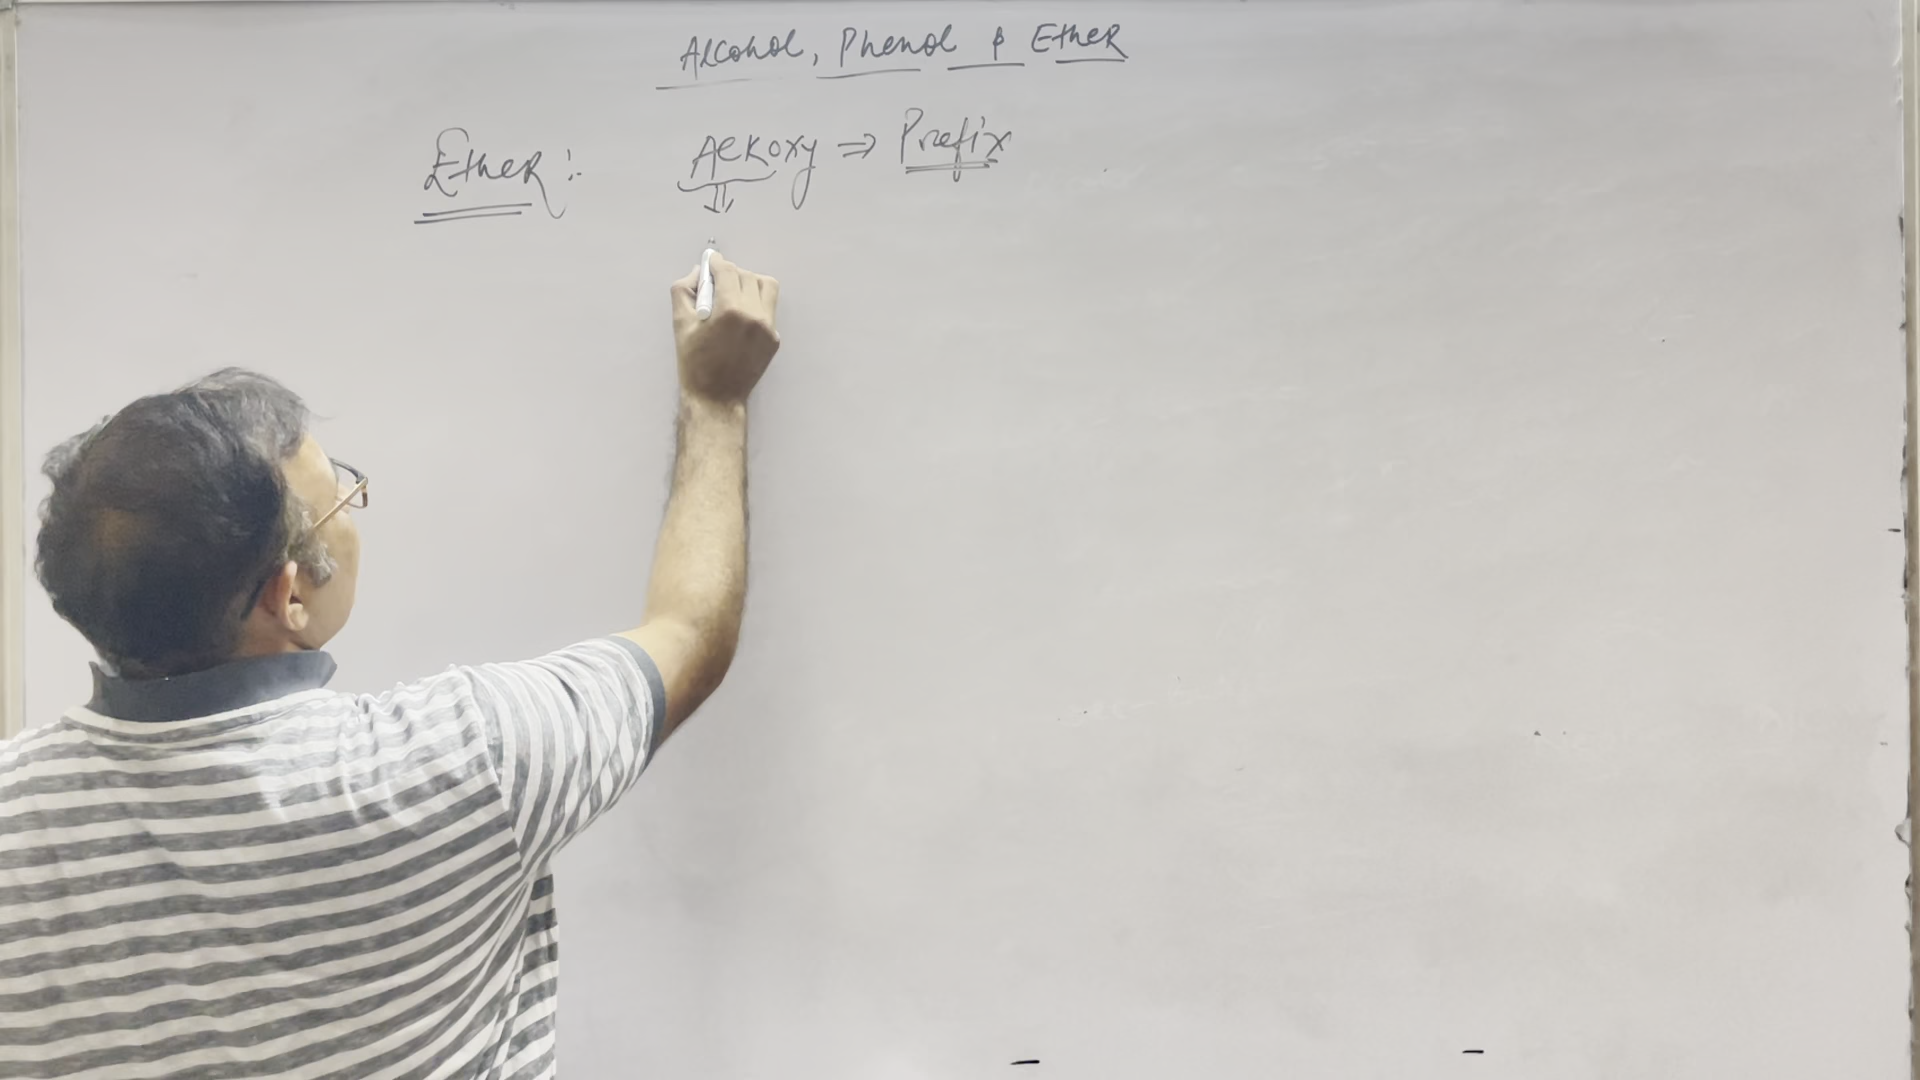 Alcohol, Phenol & Ether
Ether :- Alkoxy ⇒ Prefix